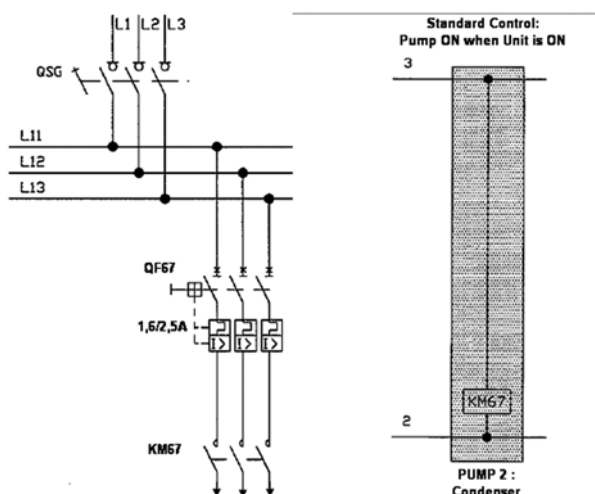 L1 L2 L3
QSG
L11
L12
L13
QF67
1,6/2,5A
I> I> I>
KM67
Standard Control:
Pump ON when Unit is ON
3
KM67
2
PUMP 2 :
Condenser